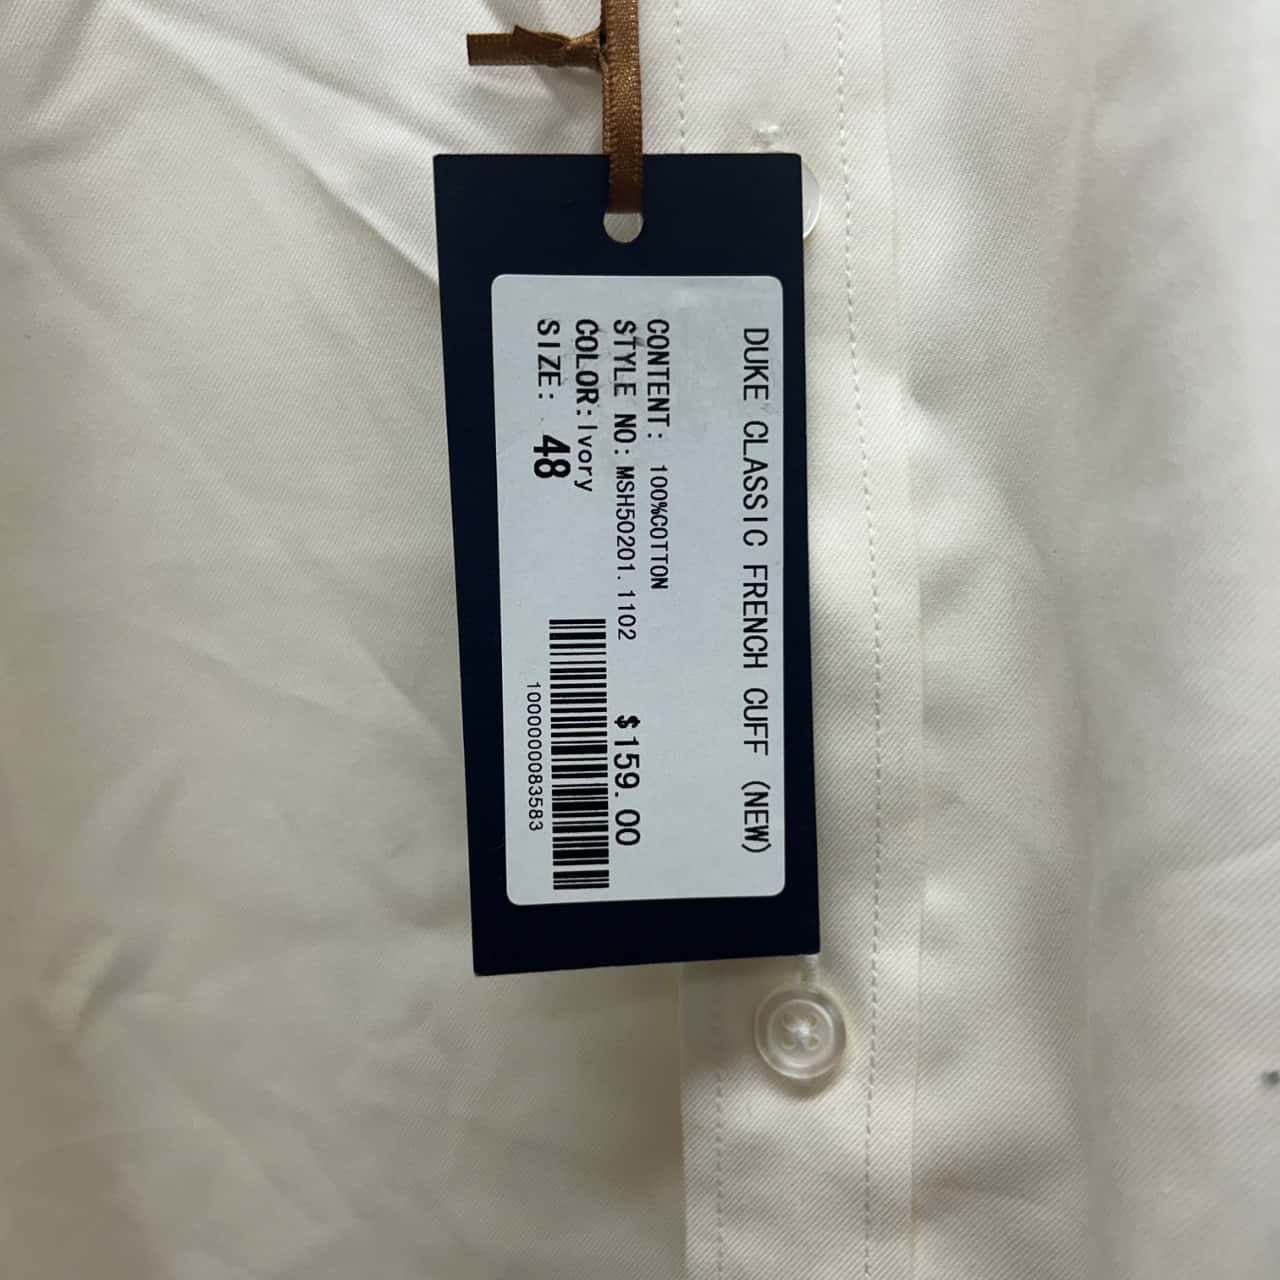 DUKE CLASSIC FRENCH CUFF (NEW)
CONTENT: 100%COTTON
STYLE NO:MSH50201.1102
$159.00
COLOR:Ivory
SIZE: 48
1000000083583